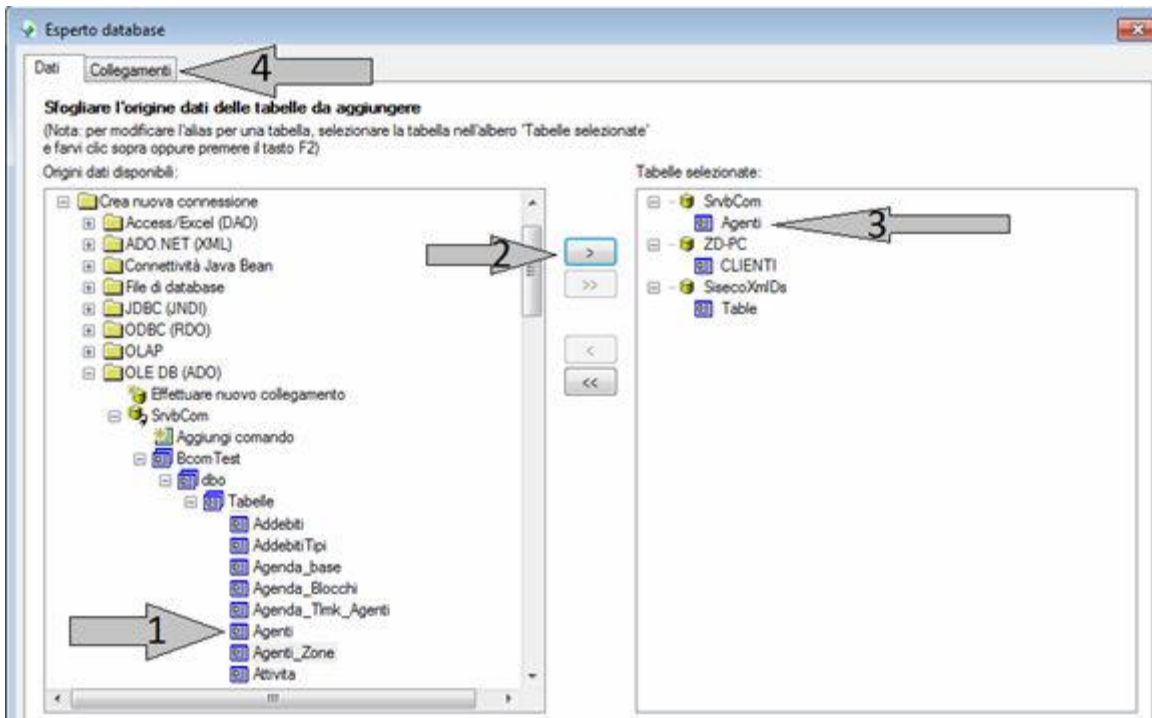 Esperto database
Dati
Collegamenti
4
Sfogliare l'origine dati delle tabelle da aggiungere
(Nota: per modificare l'alias per una tabella, selezionare la tabella nell'albero 'Tabelle selezionate'
e farvi clic sopra oppure premere il tasto F2)
Origini dati disponibili:
Crea nuova connessione
Access/Excel (DAO)
ADO.NET (XML)
Connettività Java Bean
File di database
JDBC (JNDI)
ODBC (RDO)
OLAP
OLE DB (ADO)
Effettuare nuovo collegamento
SrvbCom
Aggiungi comando
BcomTest
dbo
Tabelle
Addebiti
AddebitiTipi
Agenda_base
Agenda_Blocchi
Agenda_Tlmk_Agenti
1
Agenti
Agenti_Zone
Attivita
2
>
>>
<
<<
Tabelle selezionate:
SrvbCom
Agenti
3
ZD-PC
CLIENTI
SisecoXmlDs
Table